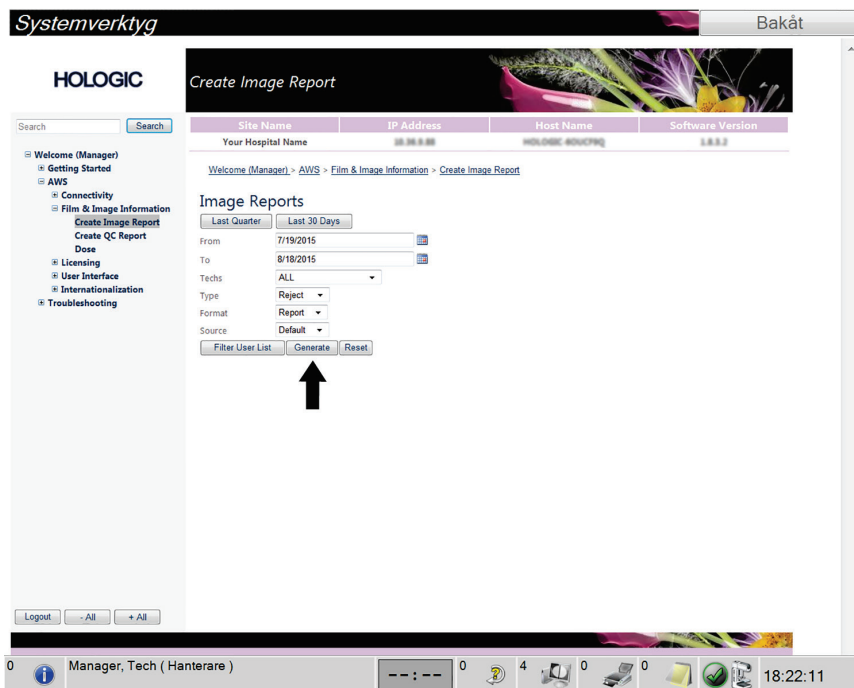 Systemverktyg
Bakåt
HOLOGIC
Create Image Report
Search Search
Site Name IP Address Host Name Software Version
Your Hospital Name
Welcome (Manager)
Getting Started
AWS
Connectivity
Film & Image Information
Create Image Report
Create QC Report
Dose
Licensing
User Interface
Internationalization
Troubleshooting
Welcome (Manager) > AWS > Film & Image Information > Create Image Report
Image Reports
Last Quarter Last 30 Days
From 7/19/2015
To 8/18/2015
Techs ALL
Type Reject
Format Report
Source Default
Filter User List Generate Reset
Logout - All + All
0 Manager, Tech ( Hanterare ) --:-- 0 4 0 0 18:22:11